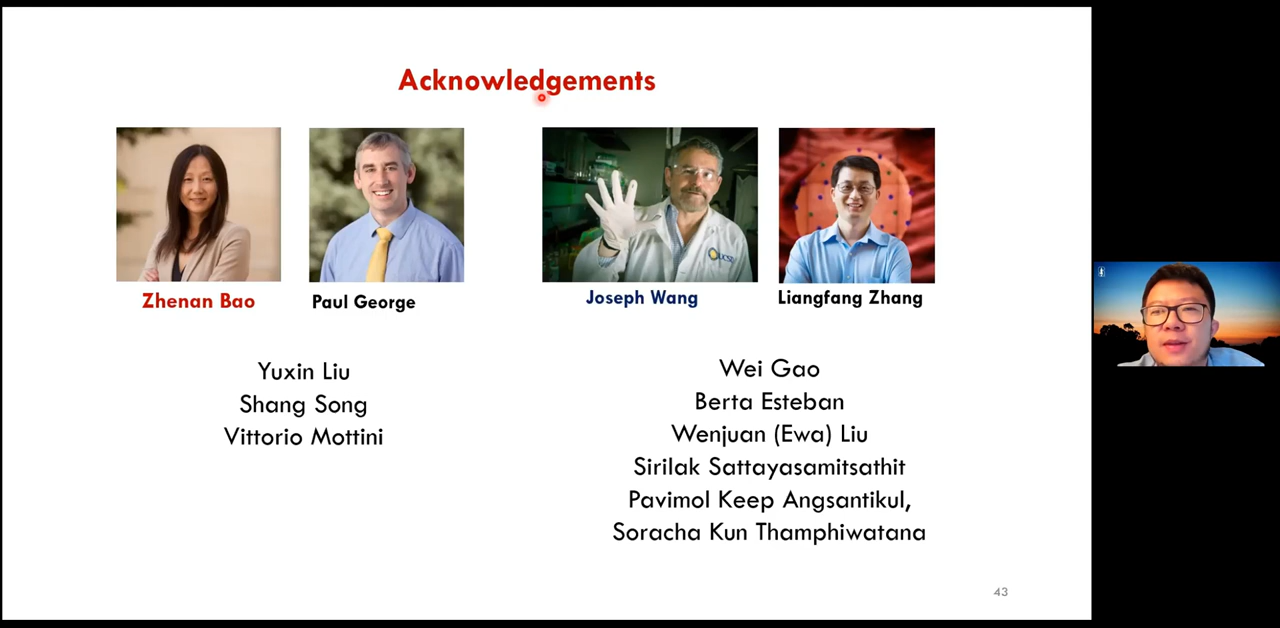 Acknowledgements
UCSD
Zhenan Bao
Paul George
Joseph Wang
Liangfang Zhang
Yuxin Liu
Shang Song
Vittorio Mottini
Wei Gao
Berta Esteban
Wenjuan (Ewa) Liu
Sirilak Sattayasamitsathit
Pavimol Keep Angsantikul,
Soracha Kun Thamphiwatana
43